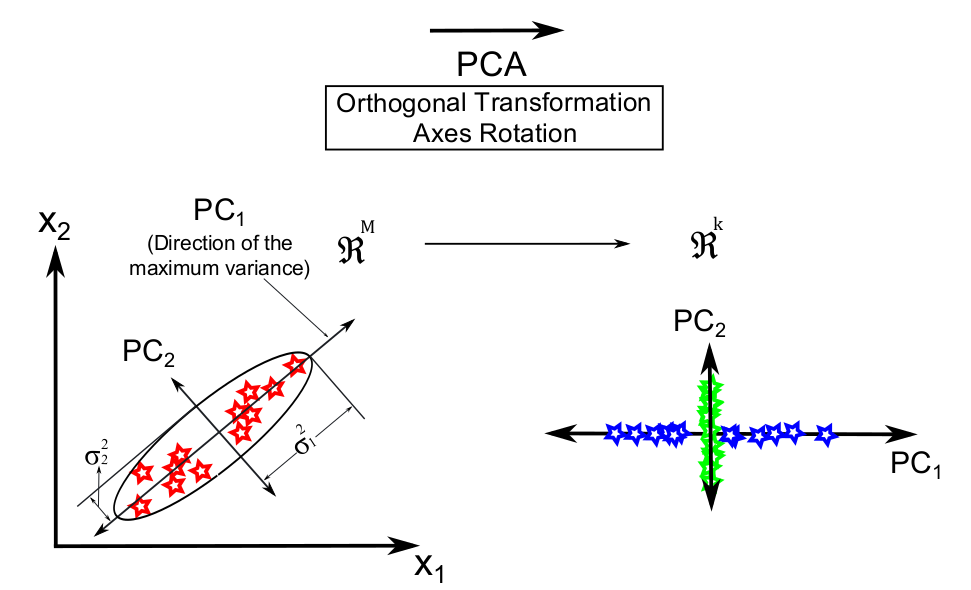 PCA
Orthogonal Transformation
Axes Rotation
PC₁
(Direction of the
maximum variance)
ℜᴹ
ℜᵏ
x₂
PC₂
σ₂²
σ₁²
x₁
PC₂
PC₁